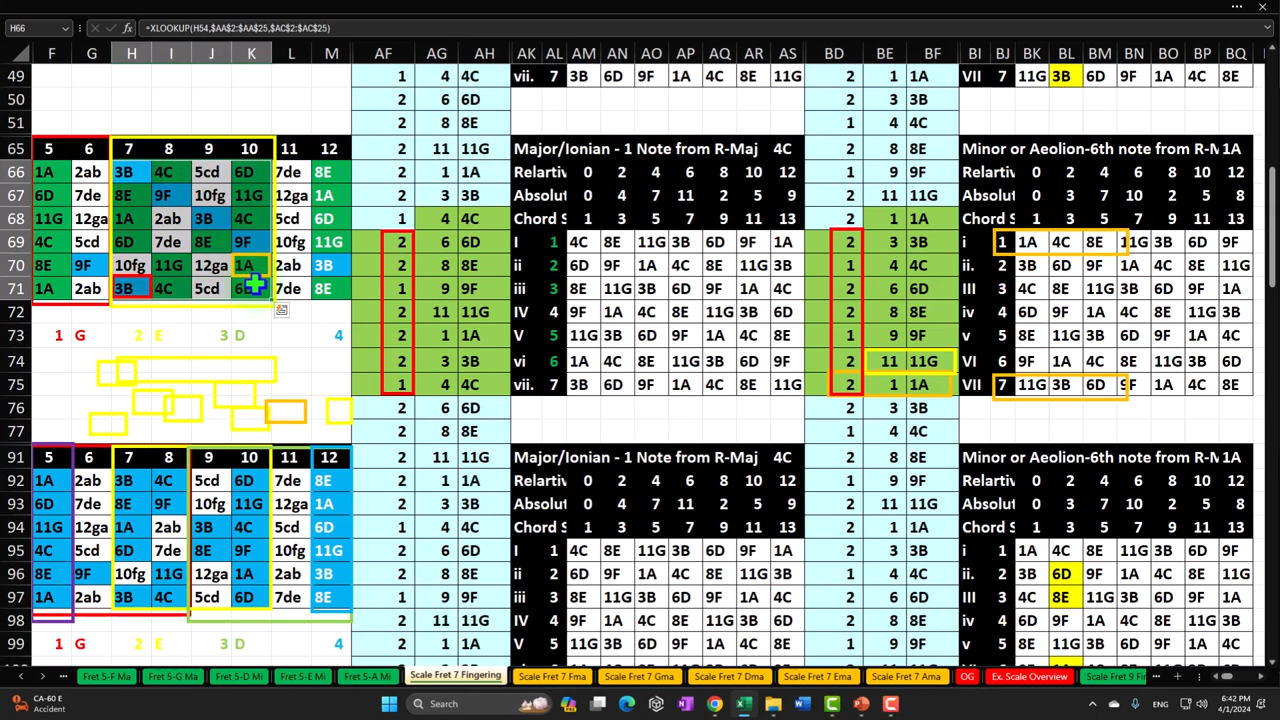 H66 fx =XLOOKUP(H54,$AA$2:$AA$25,$AC$2:$AC$25)
F G H I J K L M AF AG AH AK AL AM AN AO AP AQ AR AS BD BE BF BI BJ BK BL BM BN BO BP BQ
49 1 4 4C vii. 7 3B 6D 9F 1A 4C 8E 11G 2 1 1A VII 7 11G 3B 6D 9F 1A 4C 8E
50 2 6 6D 2 3 3B
51 2 8 8E 1 4 4C
65 5 6 7 8 9 10 11 12 2 11 11G Major/Ionian - 1 Note from R-Maj 4C 2 8 8E Minor or Aeolion-6th note from R-M 1A
66 1A 2ab 3B 4C 5cd 6D 7de 8E 2 1 1A Relartiv 0 2 4 6 8 10 12 1 9 9F Relartiv 0 2 4 6 8 10 12
67 6D 7de 8E 9F 10fg 11G 12ga 1A 2 3 3B Absolut 0 4 7 11 2 5 9 2 11 11G Absolut 0 3 7 10 2 5 8
68 11G 12ga 1A 2ab 3B 4C 5cd 6D 1 4 4C Chord S 1 3 5 7 9 11 13 2 1 1A Chord S 1 3 5 7 9 11 13
69 4C 5cd 6D 7de 8E 9F 10fg 11G 2 6 6D I 1 4C 8E 11G 3B 6D 9F 1A 2 3 3B i 1 1A 4C 8E 11G 3B 6D 9F
70 8E 9F 10fg 11G 12ga 1A 2ab 3B 2 8 8E ii 2 6D 9F 1A 4C 8E 11G 3B 1 4 4C ii. 2 3B 6D 9F 1A 4C 8E 11G
71 1A 2ab 3B 4C 5cd 7de 8E 1 9 9F iii 3 8E 11G 3B 6D 9F 1A 4C 2 6 6D III 3 4C 8E 11G 3B 6D 9F 1A
72 2 11 11G IV 4 9F 1A 4C 8E 11G 3B 6D 2 8 8E iv 4 6D 9F 1A 4C 8E 11G 3B
73 1 G 2 E 3 D 4 2 1 1A V 5 11G 3B 6D 9F 1A 4C 8E 1 9 9F v 5 8E 11G 3B 6D 9F 1A 4C
74 2 3 3B vi 6 1A 4C 8E 11G 3B 6D 9F 2 11 11G VI 6 9F 1A 4C 8E 11G 3B 6D
75 1 4 4C vii. 7 3B 6D 9F 1A 4C 8E 11G 2 1 1A VII 7 11G 3B 6D 9F 1A 4C 8E
76 2 6 6D 2 3 3B
77 2 8 8E 1 4 4C
91 5 6 7 8 9 10 11 12 2 11 11G Major/Ionian - 1 Note from R-Maj 4C 2 8 8E Minor or Aeolion-6th note from R-M 1A
92 1A 2ab 3B 4C 5cd 6D 7de 8E 1 9 9F Relartiv 0 2 4 6 8 10 12 2 8 8E Relartiv 0 2 4 6 8 10 12
93 6D 7de 8E 9F 10fg 11G 12ga 1A 2 11 11G Absolut 0 4 7 11 2 5 9 2 11 11G Absolut 0 3 7 10 2 5 8
94 11G 12ga 1A 2ab 3B 4C 5cd 6D 1 4 4C Chord S 1 3 5 7 9 11 13 2 1 1A Chord S 1 3 5 7 9 11 13
95 4C 5cd 6D 7de 8E 9F 10fg 11G 2 6 6D I 1 4C 8E 11G 3B 6D 9F 1A 2 3 3B i 1 1A 4C 8E 11G 3B 6D 9F
96 8E 9F 10fg 11G 12ga 1A 2ab 3B 2 8 8E ii 2 6D 9F 1A 4C 8E 11G 3B 1 4 4C ii. 2 3B 6D 9F 1A 4C 8E 11G
97 1A 2ab 3B 4C 5cd 6D 7de 8E 1 9 9F iii 3 8E 11G 3B 6D 9F 1A 4C 2 6 6D III 3 4C 8E 11G 3B 6D 9F 1A
98 2 11 11G IV 4 9F 1A 4C 8E 11G 3B 6D 2 8 8E iv 4 6D 9F 1A 4C 8E 11G 3B
99 1 G 2 E 3 D 4 2 1 1A V 5 11G 3B 6D 9F 1A 4C 8E 1 9 9F v 5 8E 11G 3B 6D 9F 1A 4C
Fret 5-F Ma Fret 5-G Ma Fret 5-D Mi Fret 5-E Mi Fret 5-A Mi Scale Fret 7 Fingering Scale Fret 7 Fma Scale Fret 7 Gma Scale Fret 7 Dma Scale Fret 7 Ema Scale Fret 7 Ama OG Ex. Scale Overview Scale Fret 9 Fin
CA-60 E
Accident
Search
6:42 PM
4/1/2024